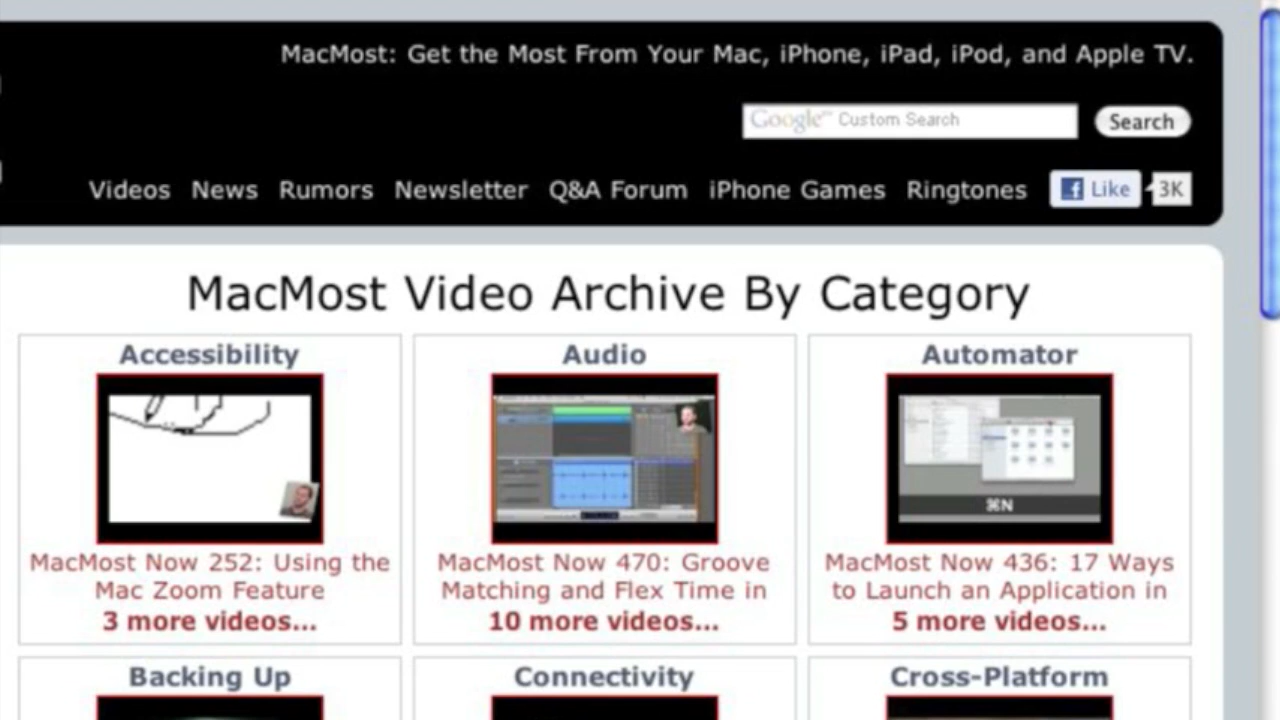 MacMost: Get the Most From Your Mac, iPhone, iPad, iPod, and Apple TV.
Google™ Custom Search
Search
Videos News Rumors Newsletter Q&A Forum iPhone Games Ringtones Like 3K
MacMost Video Archive By Category
Accessibility Audio Automator
⌘N
MacMost Now 252: Using the MacMost Now 470: Groove MacMost Now 436: 17 Ways
Mac Zoom Feature Matching and Flex Time in to Launch an Application in
3 more videos... 10 more videos... 5 more videos...
Backing Up Connectivity Cross-Platform